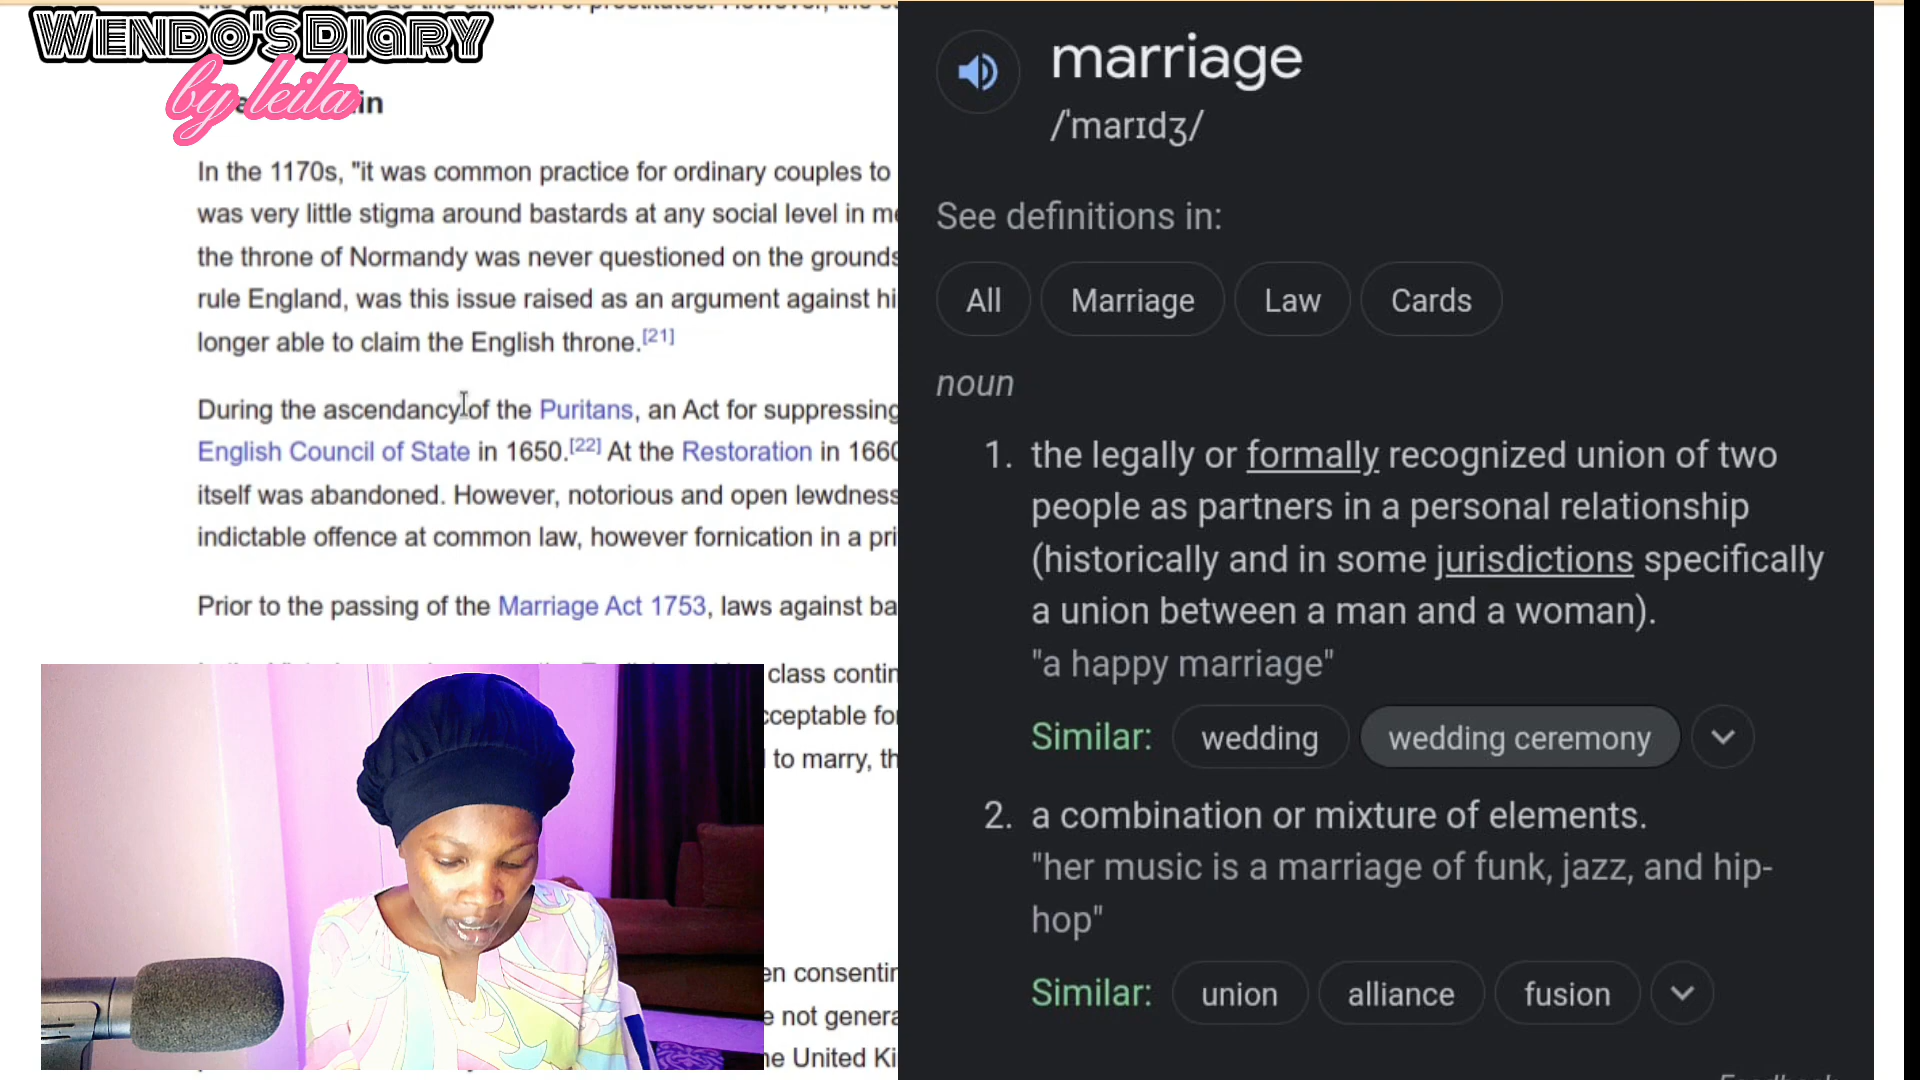 WENDO'S DIARY
by leila
in
In the 1170s, "it was common practice for ordinary couples to
was very little stigma around bastards at any social level in me
the throne of Normandy was never questioned on the grounds
rule England, was this issue raised as an argument against hi
longer able to claim the English throne.[21]
During the ascendancy of the Puritans, an Act for suppressing
English Council of State in 1650.[22] At the Restoration in 1660
itself was abandoned. However, notorious and open lewdness
indictable offence at common law, however fornication in a pri
Prior to the passing of the Marriage Act 1753, laws against ba
class contin
cceptable for
to marry, th
en consentin
e not genera
he United Ki
marriage
/ˈmarɪdʒ/
See definitions in:
All Marriage Law Cards
noun
1. the legally or formally recognized union of two
people as partners in a personal relationship
(historically and in some jurisdictions specifically
a union between a man and a woman).
"a happy marriage"
Similar: wedding wedding ceremony
2. a combination or mixture of elements.
"her music is a marriage of funk, jazz, and hip-
hop"
Similar: union alliance fusion